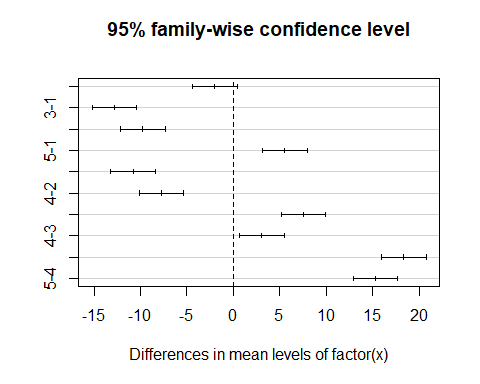 95% family-wise confidence level
3-1
5-1
4-2
4-3
5-4
-15 -10 -5 0 5 10 15 20
Differences in mean levels of factor(x)